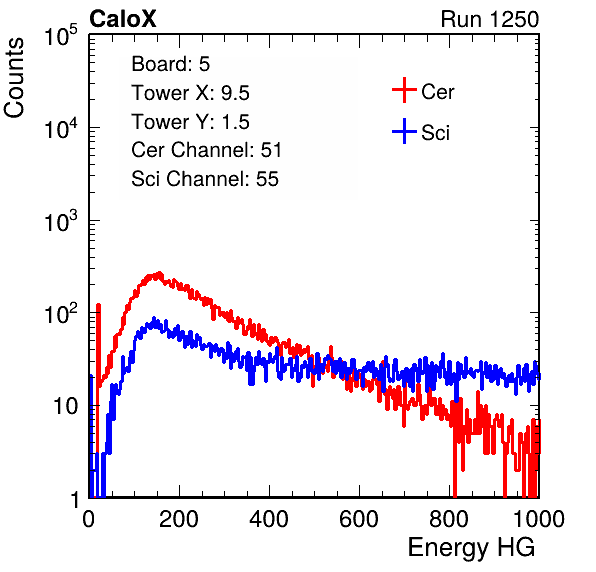 CaloX Run 1250
Counts
10^5
10^4
10^3
10^2
10
1
Board: 5
Tower X: 9.5
Tower Y: 1.5
Cer Channel: 51
Sci Channel: 55
Cer
Sci
0 200 400 600 800 1000
Energy HG